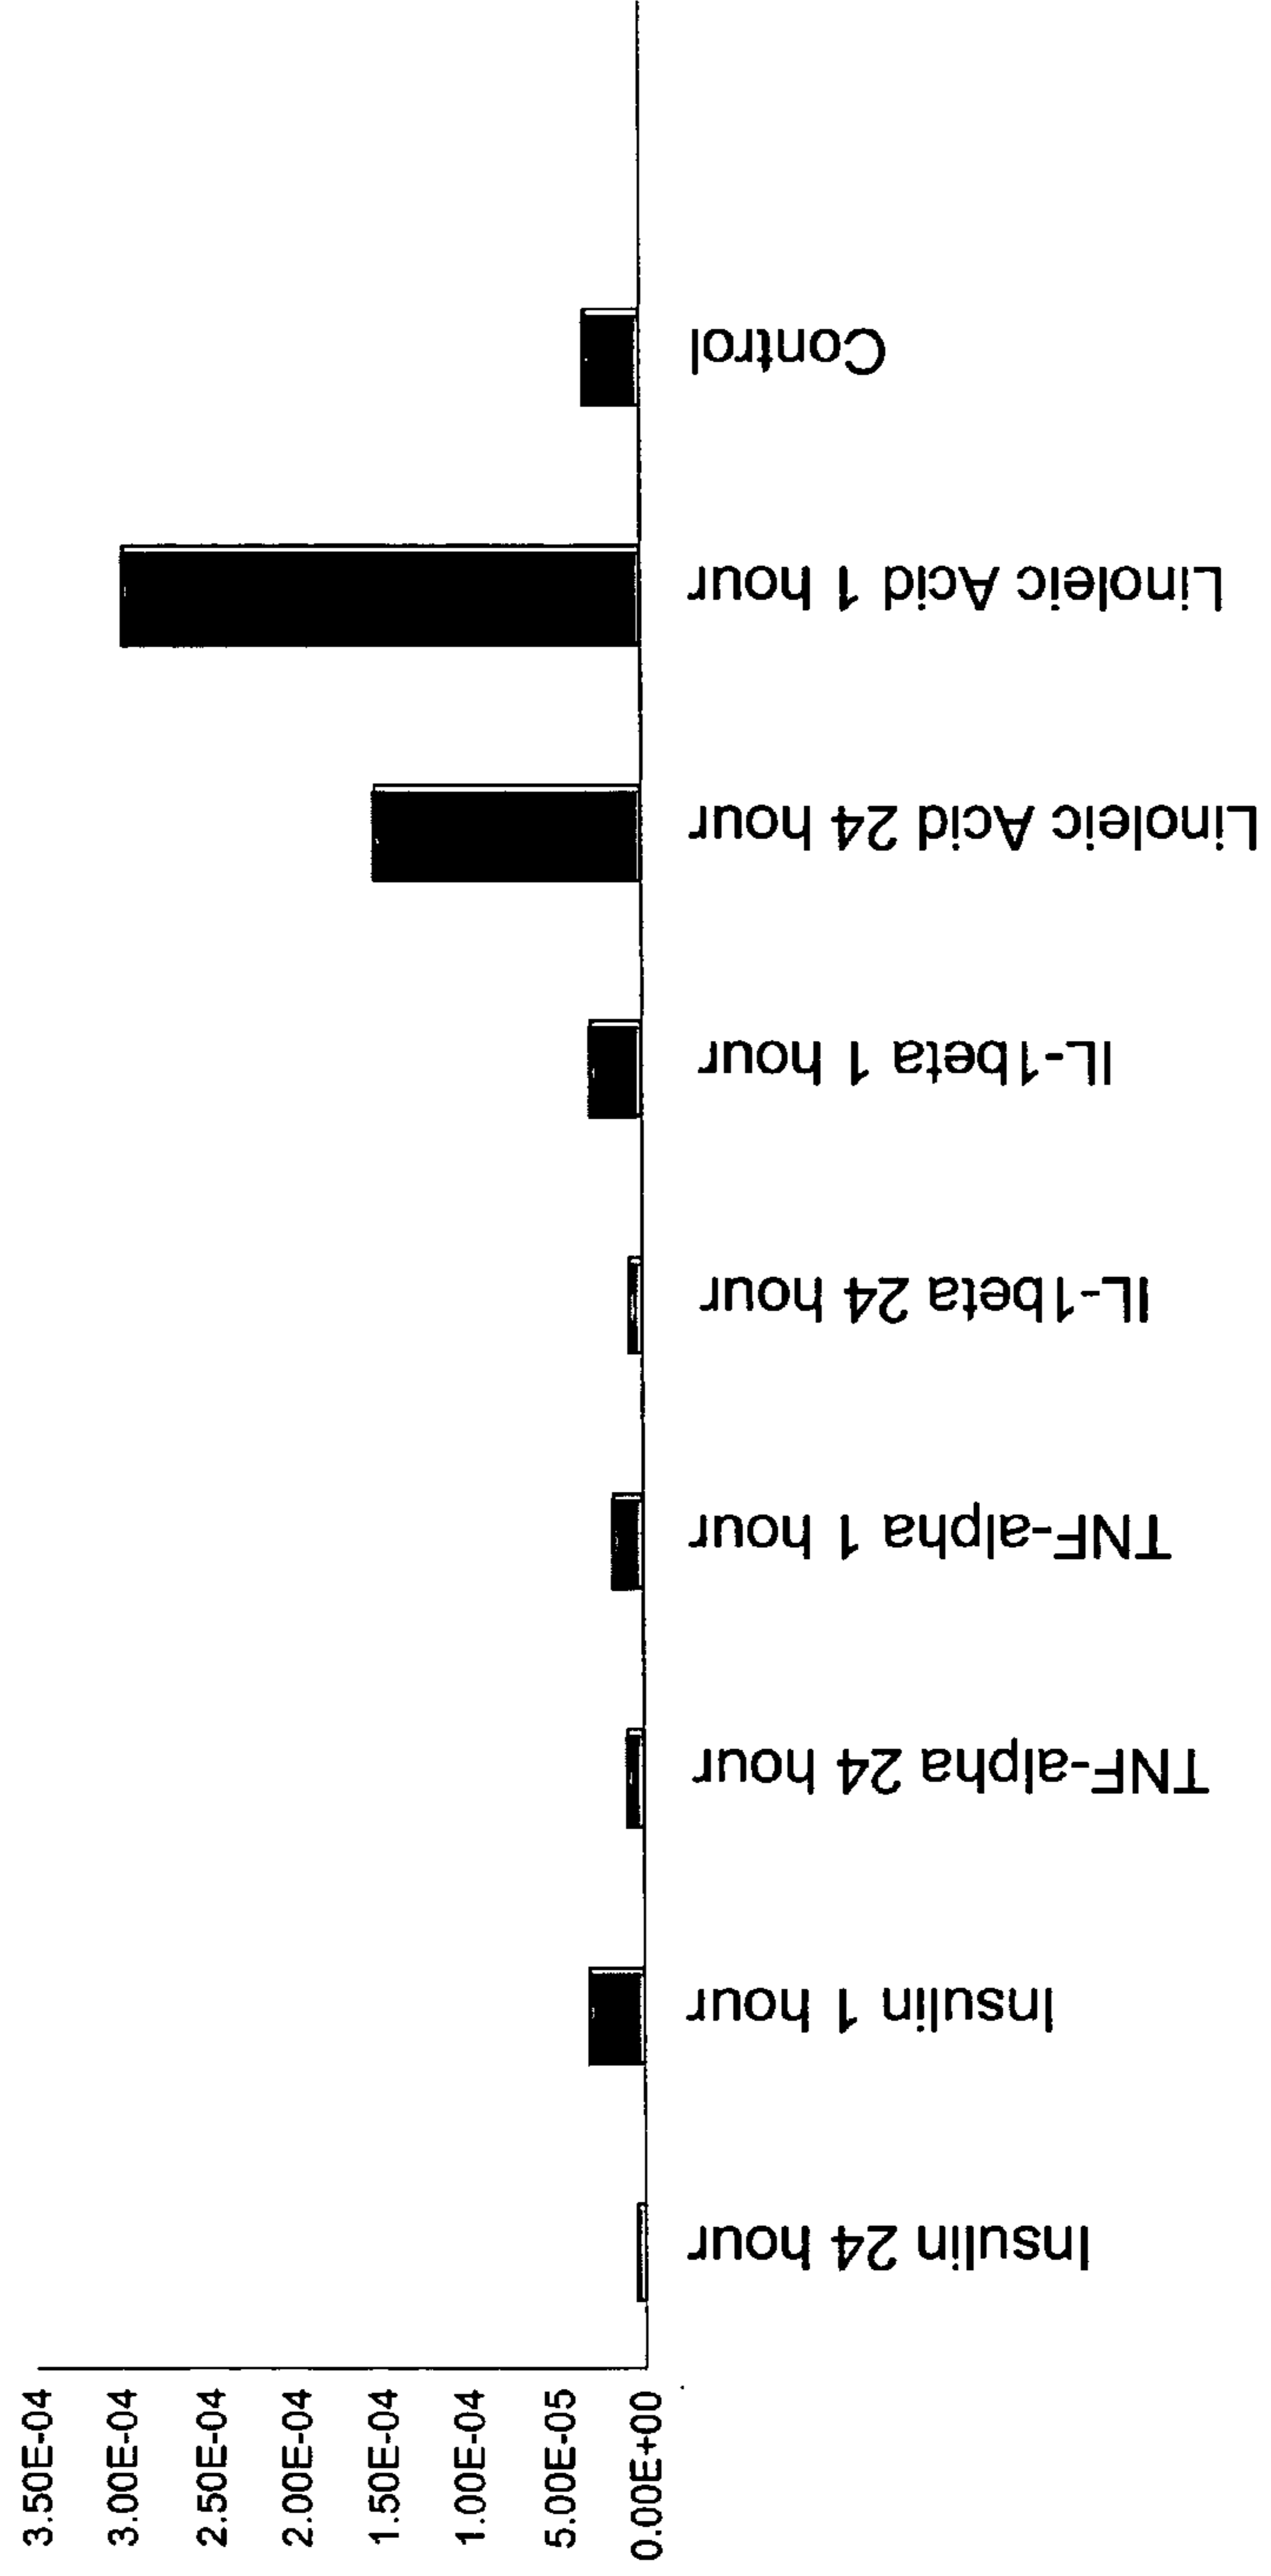 3.50E-04
3.00E-04
2.50E-04
2.00E-04
1.50E-04
1.00E-04
5.00E-05
0.00E+00
Insulin 24 hour
Insulin 1 hour
TNF-alpha 24 hour
TNF-alpha 1 hour
IL-1beta 24 hour
IL-1beta 1 hour
Linoleic Acid 24 hour
Linoleic Acid 1 hour
Control